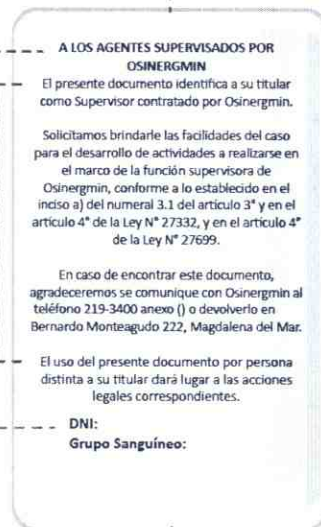 A LOS AGENTES SUPERVISADOS POR
OSINERGMIN
El presente documento identifica a su titular
como Supervisor contratado por Osinergmin.
Solicitamos brindarle las facilidades del caso
para el desarrollo de actividades a realizarse en
el marco de la función supervisora de
Osinergmin, conforme a lo establecido en el
inciso a) del numeral 3.1 del artículo 3° y en el
artículo 4° de la Ley N° 27332, y en el artículo 4°
de la Ley N° 27699.
En caso de encontrar este documento,
agradeceremos se comunique con Osinergmin al
teléfono 219-3400 anexo () o devolverlo en
Bernardo Monteagudo 222, Magdalena del Mar.
El uso del presente documento por persona
distinta a su titular dará lugar a las acciones
legales correspondientes.
DNI:
Grupo Sanguíneo: